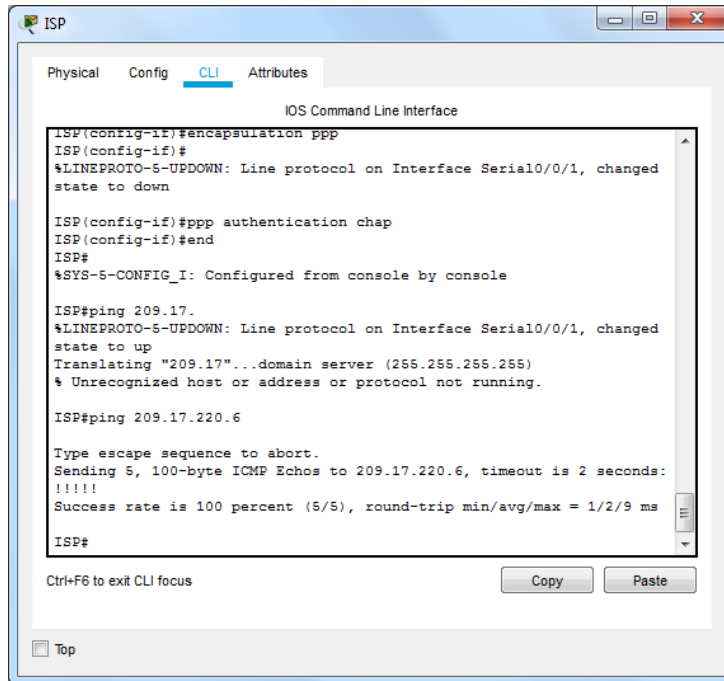 ISP
Physical Config CLI Attributes
IOS Command Line Interface
ISP(config-if)#encapsulation ppp
ISP(config-if)#
%LINEPROTO-5-UPDOWN: Line protocol on Interface Serial0/0/1, changed
state to down
ISP(config-if)#ppp authentication chap
ISP(config-if)#end
ISP#
%SYS-5-CONFIG_I: Configured from console by console
ISP#ping 209.17.
%LINEPROTO-5-UPDOWN: Line protocol on Interface Serial0/0/1, changed
state to up
Translating "209.17"...domain server (255.255.255.255)
% Unrecognized host or address or protocol not running.
ISP#ping 209.17.220.6
Type escape sequence to abort.
Sending 5, 100-byte ICMP Echos to 209.17.220.6, timeout is 2 seconds:
!!!!!
Success rate is 100 percent (5/5), round-trip min/avg/max = 1/2/9 ms
ISP#
Ctrl+F6 to exit CLI focus
Copy Paste
Top